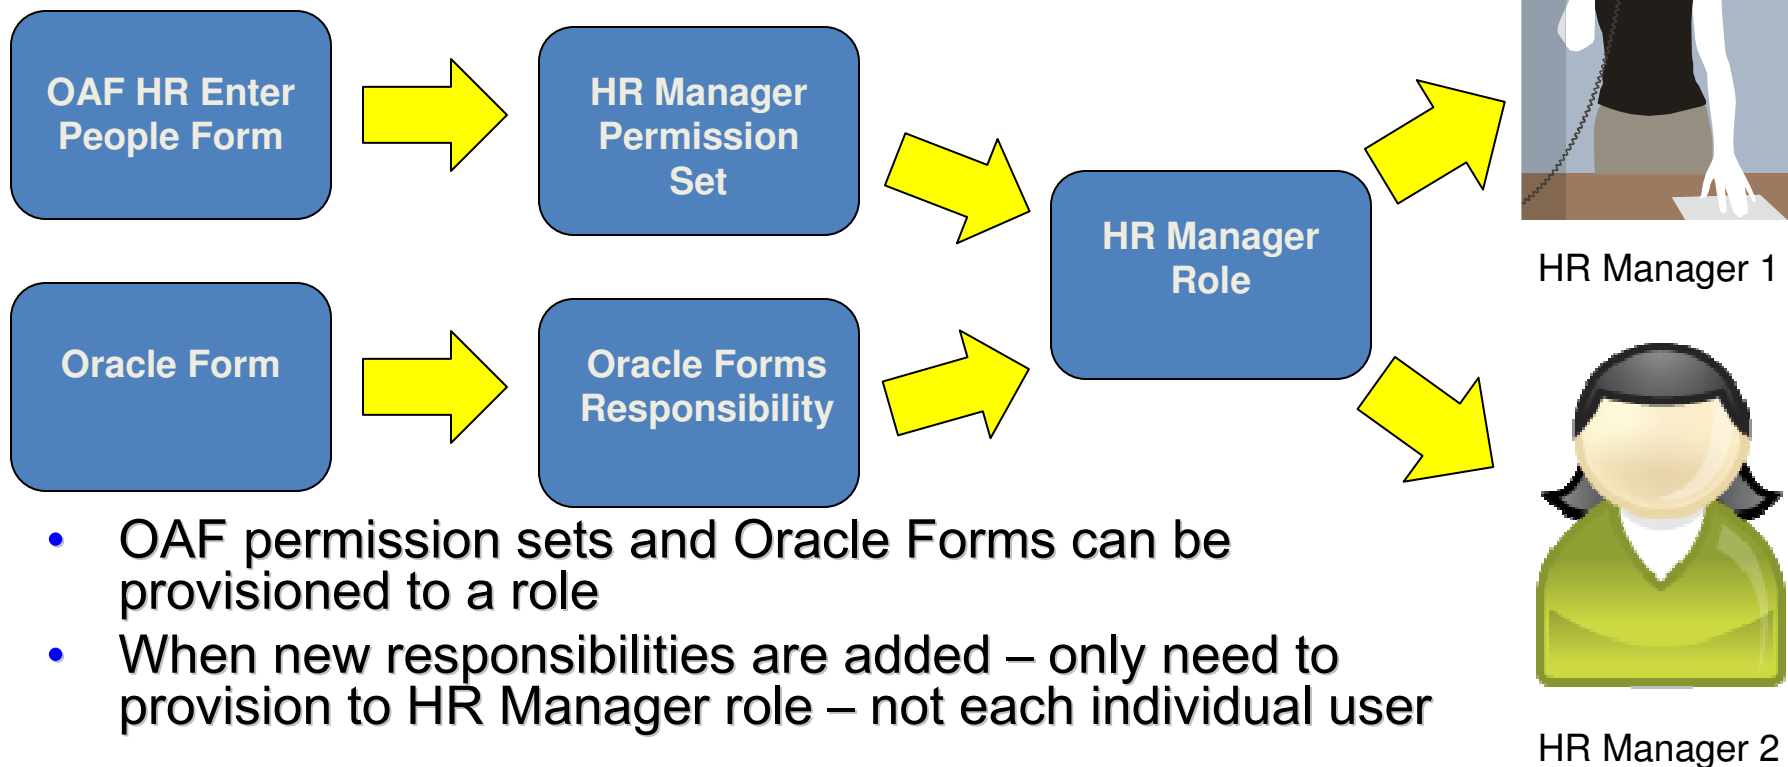 OAF HR Enter
People Form
HR Manager
Permission
Set
HR Manager
Role
HR Manager 1
Oracle Form
Oracle Forms
Responsibility
• OAF permission sets and Oracle Forms can be
provisioned to a role
• When new responsibilities are added – only need to
provision to HR Manager role – not each individual user
HR Manager 2